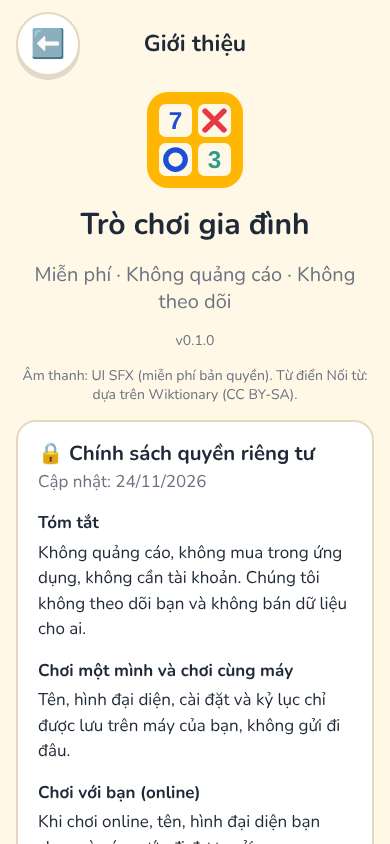 Giới thiệu
7
3
Trò chơi gia đình
Miễn phí · Không quảng cáo · Không
theo dõi
v0.1.0
Âm thanh: UI SFX (miễn phí bản quyền). Từ điển Nối từ:
dựa trên Wiktionary (CC BY-SA).
🔒 Chính sách quyền riêng tư
Cập nhật: 24/11/2026
Tóm tắt
Không quảng cáo, không mua trong ứng
dụng, không cần tài khoản. Chúng tôi
không theo dõi bạn và không bán dữ liệu
cho ai.
Chơi một mình và chơi cùng máy
Tên, hình đại diện, cài đặt và kỷ lục chỉ
được lưu trên máy của bạn, không gửi đi
đâu.
Chơi với bạn (online)
Khi chơi online, tên, hình đại diện bạn